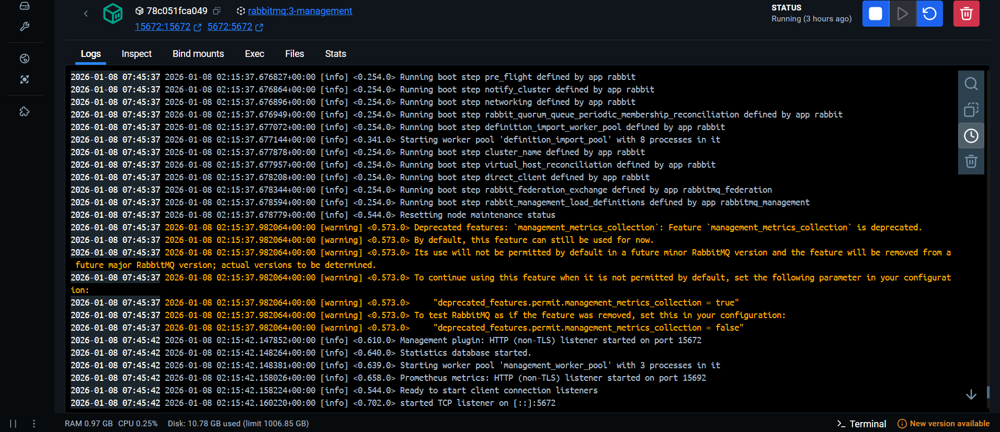 78c051fca049 rabbitmq:3-management
15672:15672 5672:5672
STATUS
Running (3 hours ago)
Logs Inspect Bind mounts Exec Files Stats
2026-01-08 07:45:37 2026-01-08 02:15:37.676827+00:00 [info] <0.254.0> Running boot step pre_flight defined by app rabbit
2026-01-08 07:45:37 2026-01-08 02:15:37.676864+00:00 [info] <0.254.0> Running boot step notify_cluster defined by app rabbit
2026-01-08 07:45:37 2026-01-08 02:15:37.676896+00:00 [info] <0.254.0> Running boot step networking defined by app rabbit
2026-01-08 07:45:37 2026-01-08 02:15:37.676949+00:00 [info] <0.254.0> Running boot step rabbit_quorum_queue_periodic_membership_reconciliation defined by app rabbit
2026-01-08 07:45:37 2026-01-08 02:15:37.677072+00:00 [info] <0.254.0> Running boot step definition_import_worker_pool defined by app rabbit
2026-01-08 07:45:37 2026-01-08 02:15:37.677144+00:00 [info] <0.341.0> Starting worker pool 'definition_import_pool' with 8 processes in it
2026-01-08 07:45:37 2026-01-08 02:15:37.677878+00:00 [info] <0.254.0> Running boot step cluster_name defined by app rabbit
2026-01-08 07:45:37 2026-01-08 02:15:37.677957+00:00 [info] <0.254.0> Running boot step virtual_host_reconciliation defined by app rabbit
2026-01-08 07:45:37 2026-01-08 02:15:37.678208+00:00 [info] <0.254.0> Running boot step direct_client defined by app rabbit
2026-01-08 07:45:37 2026-01-08 02:15:37.678344+00:00 [info] <0.254.0> Running boot step rabbit_federation_exchange defined by app rabbitmq_federation
2026-01-08 07:45:37 2026-01-08 02:15:37.678594+00:00 [info] <0.254.0> Running boot step rabbit_management_load_definitions defined by app rabbitmq_management
2026-01-08 07:45:37 2026-01-08 02:15:37.678779+00:00 [info] <0.544.0> Resetting node maintenance status
2026-01-08 07:45:37 2026-01-08 02:15:37.982064+00:00 [warning] <0.573.0> Deprecated features: `management_metrics_collection`: Feature `management_metrics_collection` is deprecated.
2026-01-08 07:45:37 2026-01-08 02:15:37.982064+00:00 [warning] <0.573.0> By default, this feature can still be used for now.
2026-01-08 07:45:37 2026-01-08 02:15:37.982064+00:00 [warning] <0.573.0> Its use will not be permitted by default in a future minor RabbitMQ version and the feature will be removed from a
future major RabbitMQ version; actual versions to be determined.
2026-01-08 07:45:37 2026-01-08 02:15:37.982064+00:00 [warning] <0.573.0> To continue using this feature when it is not permitted by default, set the following parameter in your configurat
ion:
2026-01-08 07:45:37 2026-01-08 02:15:37.982064+00:00 [warning] <0.573.0>     "deprecated_features.permit.management_metrics_collection = true"
2026-01-08 07:45:37 2026-01-08 02:15:37.982064+00:00 [warning] <0.573.0> To test RabbitMQ as if the feature was removed, set this in your configuration:
2026-01-08 07:45:37 2026-01-08 02:15:37.982064+00:00 [warning] <0.573.0>     "deprecated_features.permit.management_metrics_collection = false"
2026-01-08 07:45:42 2026-01-08 02:15:42.147852+00:00 [info] <0.610.0> Management plugin: HTTP (non-TLS) listener started on port 15672
2026-01-08 07:45:42 2026-01-08 02:15:42.148264+00:00 [info] <0.640.0> Statistics database started.
2026-01-08 07:45:42 2026-01-08 02:15:42.148381+00:00 [info] <0.639.0> Starting worker pool 'management_worker_pool' with 3 processes in it
2026-01-08 07:45:42 2026-01-08 02:15:42.158026+00:00 [info] <0.658.0> Prometheus metrics: HTTP (non-TLS) listener started on port 15692
2026-01-08 07:45:42 2026-01-08 02:15:42.158224+00:00 [info] <0.544.0> Ready to start client connection listeners
2026-01-08 07:45:42 2026-01-08 02:15:42.160220+00:00 [info] <0.702.0> started TCP listener on [::]:5672
RAM 0.97 GB CPU 0.25% Disk: 10.78 GB used (limit 1006.85 GB) Terminal New version available